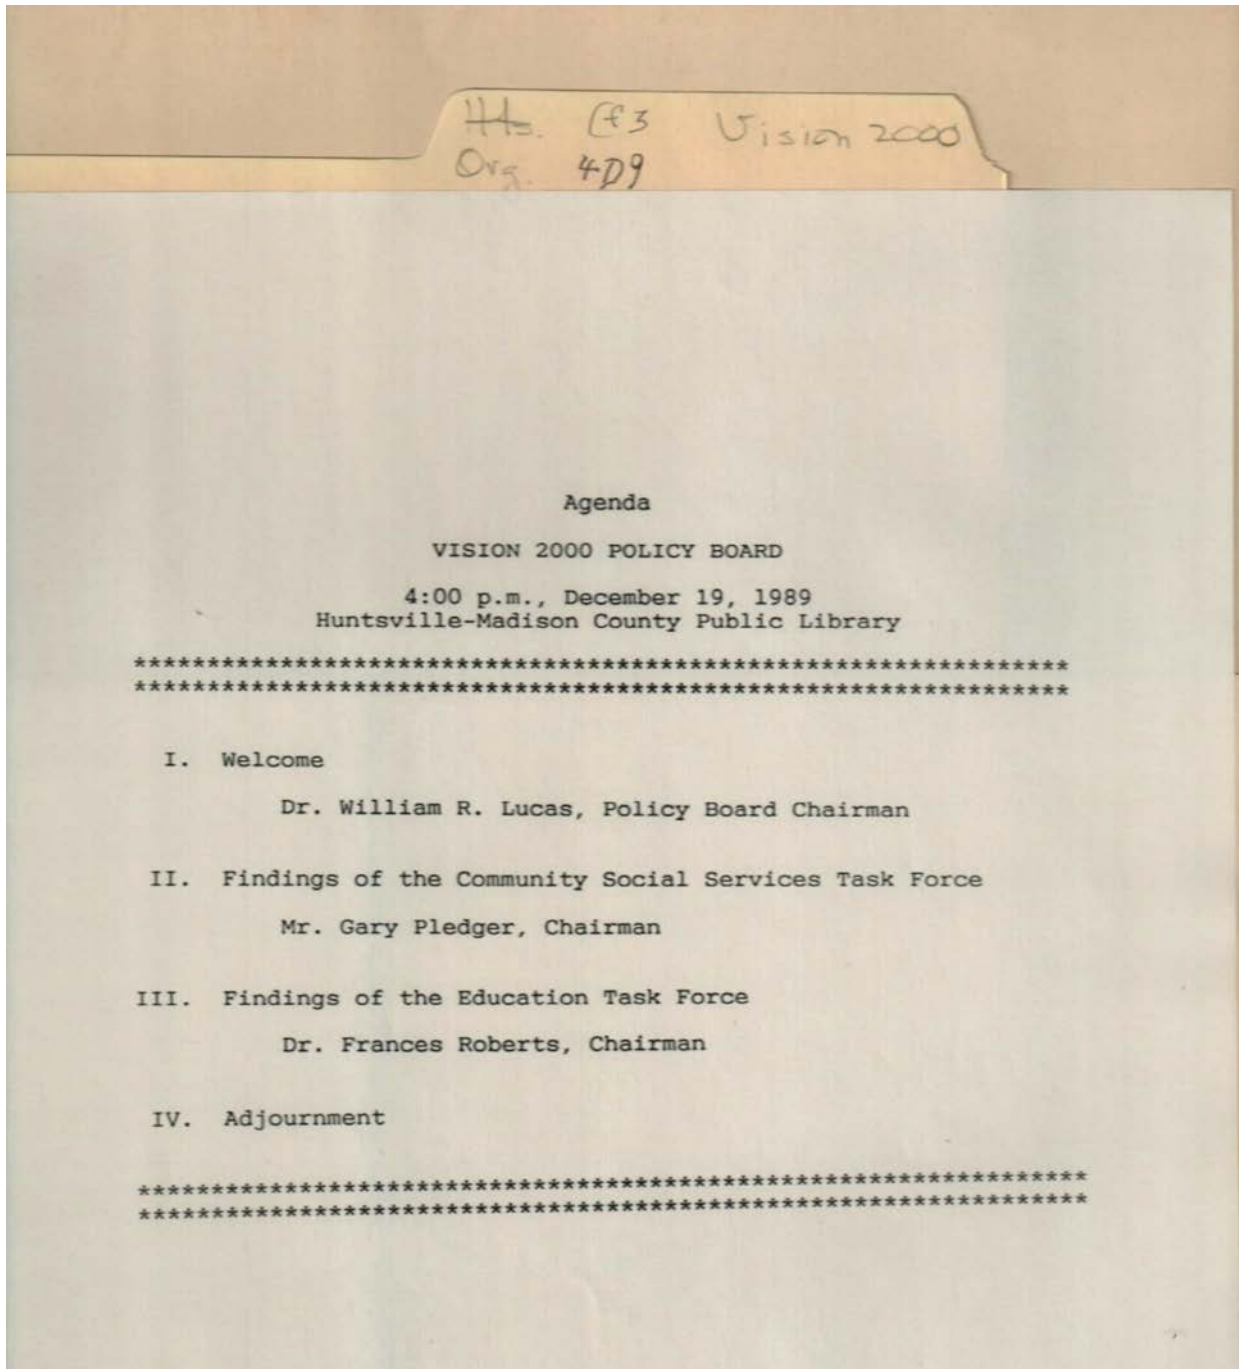 Hts. Cf3 Vision 2000
Org. 4D9
Agenda
VISION 2000 POLICY BOARD
4:00 p.m., December 19, 1989
Huntsville-Madison County Public Library
****************************************************************
****************************************************************
I. Welcome
Dr. William R. Lucas, Policy Board Chairman
II. Findings of the Community Social Services Task Force
Mr. Gary Pledger, Chairman
III. Findings of the Education Task Force
Dr. Frances Roberts, Chairman
IV. Adjournment
*****************************************************************
*****************************************************************